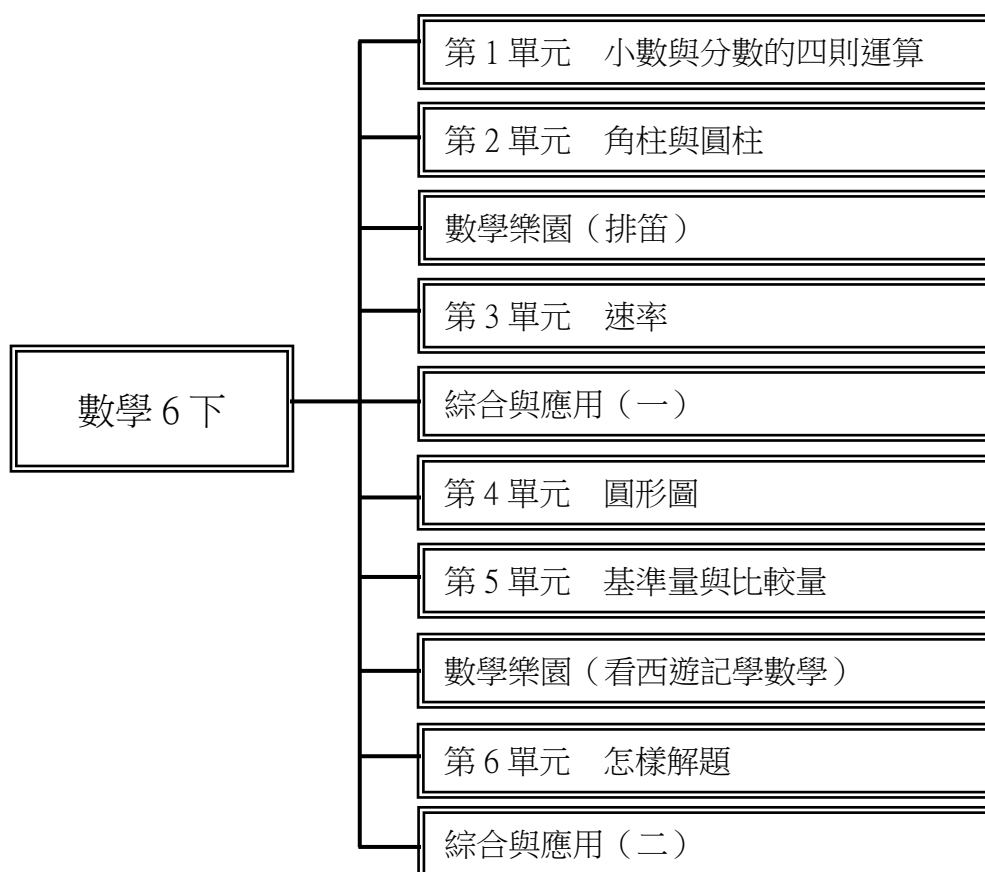 第 1 單元　小數與分數的四則運算
第 2 單元　角柱與圓柱
數學樂園（排笛）
第 3 單元　速率
數學 6 下
綜合與應用（一）
第 4 單元　圓形圖
第 5 單元　基準量與比較量
數學樂園（看西遊記學數學）
第 6 單元　怎樣解題
綜合與應用（二）